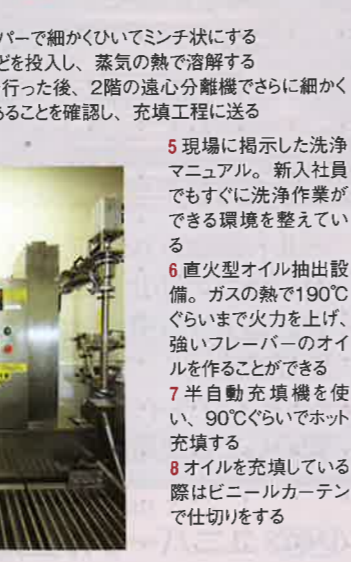 パーで細かくひいてミンチ状にする
どを投入し、蒸気の熱で溶解する
行った後、2階の遠心分離機でさらに細かく
あることを確認し、充填工程に送る
5 現場に掲示した洗浄
マニュアル。新入社員
でもすぐに洗浄作業が
できる環境を整えてい
る
6 直火型オイル抽出設
備。ガスの熱で190℃
ぐらいまで火力を上げ、
強いフレーバーのオイ
ルを作ることができる
7 半自動充填機を使
い、90℃ぐらいでホット
充填する
8 オイルを充填している
際はビニールカーテン
で仕切りをする